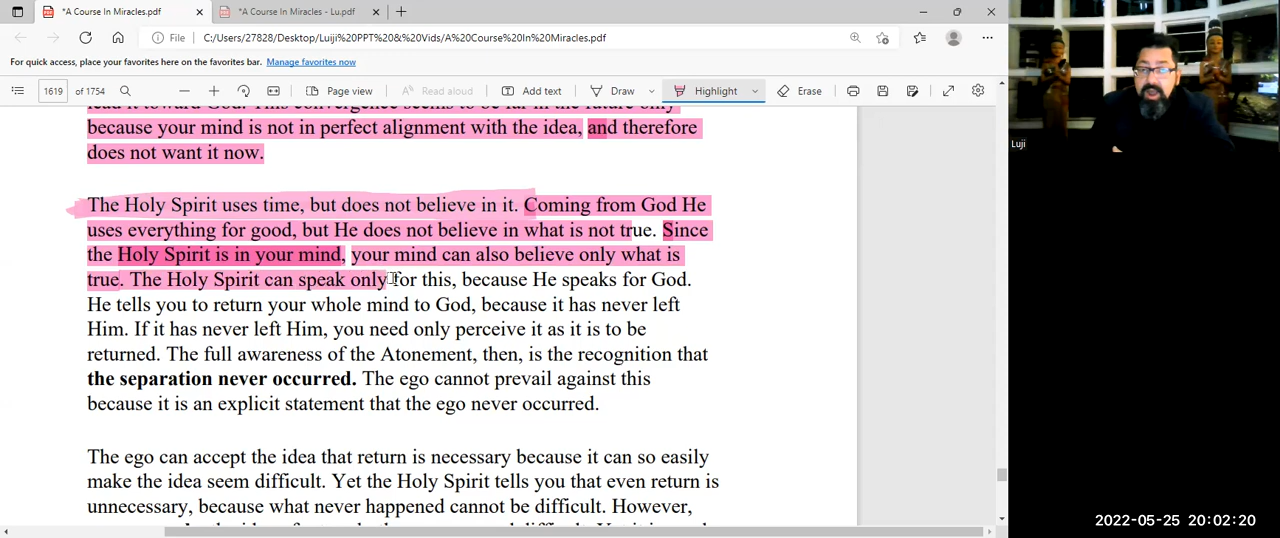 *A Course In Miracles.pdf
*A Course In Miracles - Lu.pdf
File
C:/Users/27828/Desktop/Luiji%20PPT%20&%20Vids/A%20Course%20In%20Miracles.pdf
For quick access, place your favorites here on the favorites bar. Manage favorites now
1619 of 1754
Page view
Read aloud
Add text
Draw
Highlight
Erase
because your mind is not in perfect alignment with the idea, and therefore
does not want it now.
The Holy Spirit uses time, but does not believe in it. Coming from God He
uses everything for good, but He does not believe in what is not true. Since
the Holy Spirit is in your mind, your mind can also believe only what is
true. The Holy Spirit can speak only for this, because He speaks for God.
He tells you to return your whole mind to God, because it has never left
Him. If it has never left Him, you need only perceive it as it is to be
returned. The full awareness of the Atonement, then, is the recognition that
the separation never occurred. The ego cannot prevail against this
because it is an explicit statement that the ego never occurred.
The ego can accept the idea that return is necessary because it can so easily
make the idea seem difficult. Yet the Holy Spirit tells you that even return is
unnecessary, because what never happened cannot be difficult. However,
Luji
2022-05-25 20:02:20